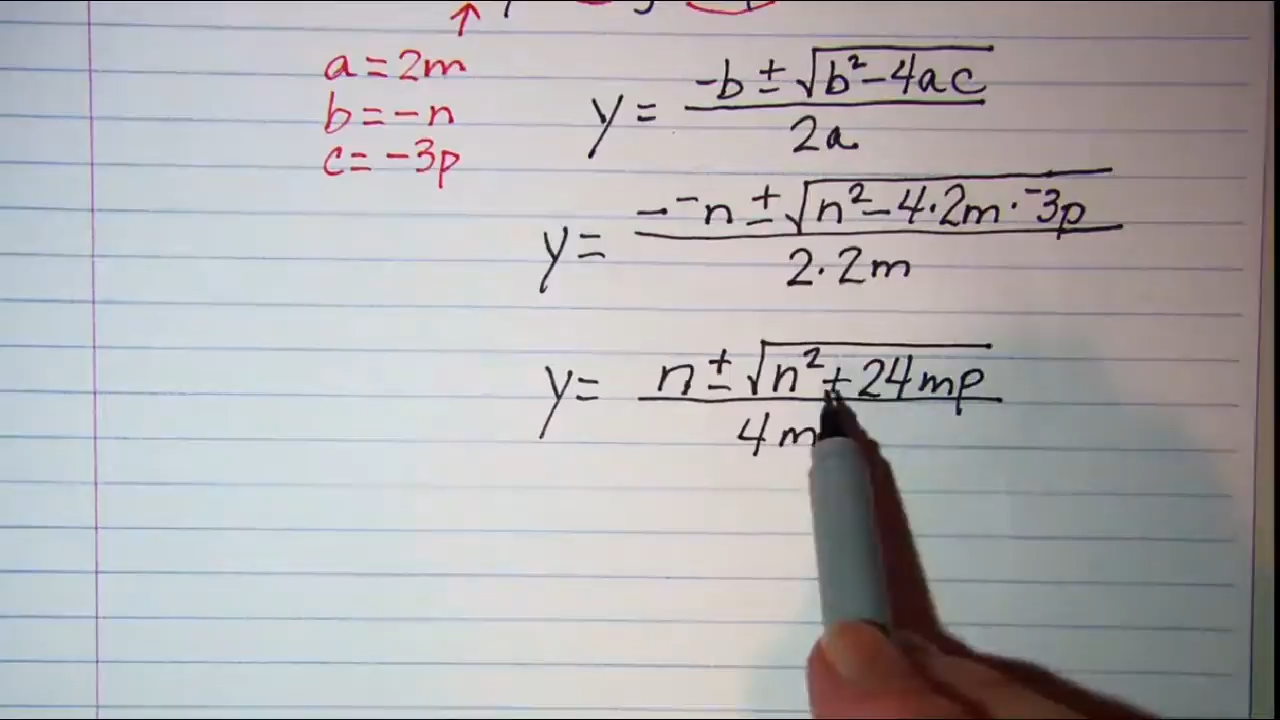 a = 2m
b = -n
c = -3p
y = -b ± √b² - 4ac / 2a
y = - ⁻n ± √n² - 4 · 2m · ⁻3p / 2 · 2m
y = n ± √n² + 24mp / 4m